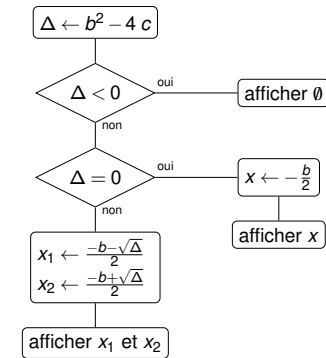 Δ ← b² − 4 c
Δ < 0
oui
afficher ∅
non
Δ = 0
oui
x ← − b/2
non
afficher x
x₁ ← (−b−√Δ)/2
x₂ ← (−b+√Δ)/2
afficher x₁ et x₂